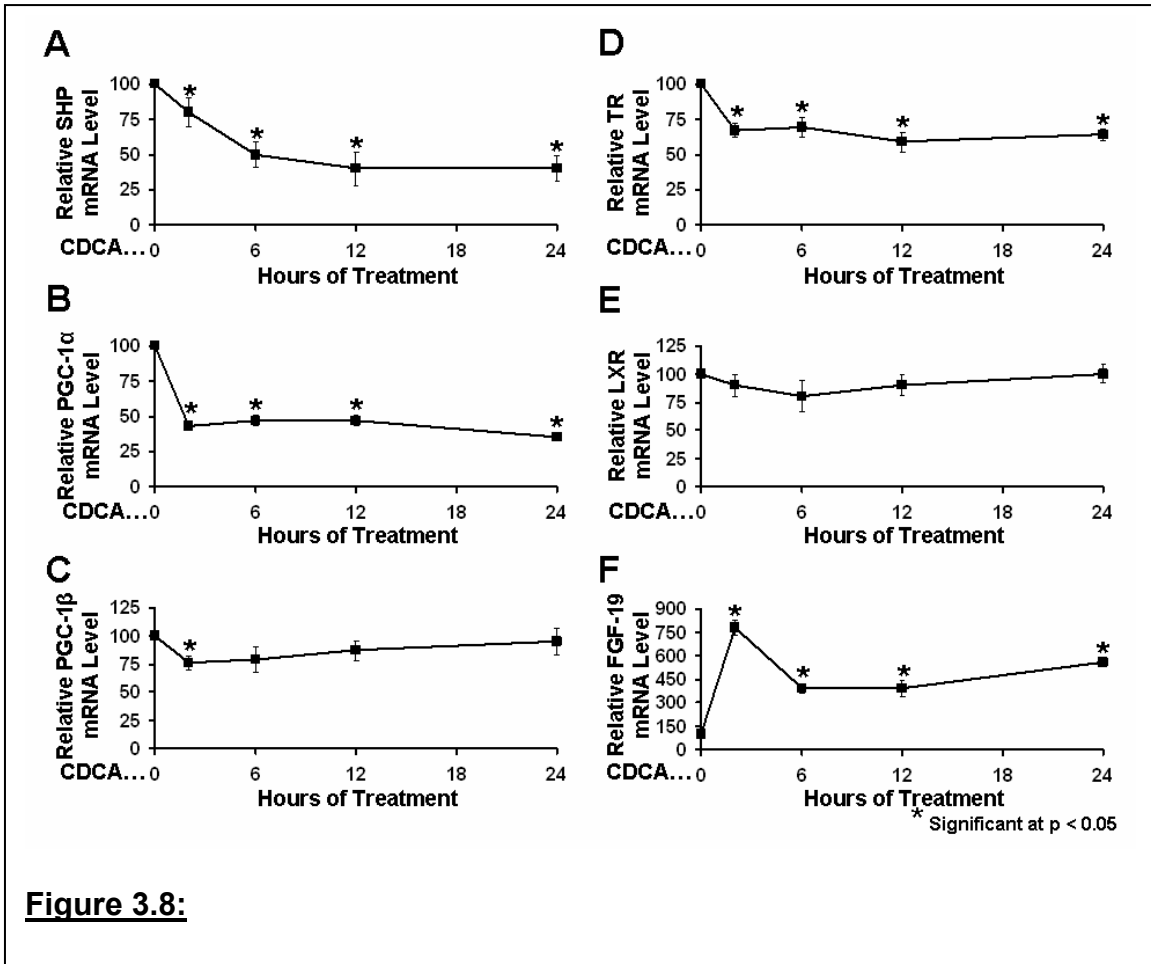 A
Relative SHP
mRNA Level
100
75
50
25
0
* * * *
CDCA... 0 6 12 18 24
Hours of Treatment
B
Relative PGC-1α
mRNA Level
100
75
50
25
0
* * * *
CDCA... 0 6 12 18 24
Hours of Treatment
C
Relative PGC-1β
mRNA Level
125
100
75
50
25
0
*
CDCA... 0 6 12 18 24
Hours of Treatment
D
Relative TR
mRNA Level
100
75
50
25
0
* * * *
CDCA... 0 6 12 18 24
Hours of Treatment
E
Relative LXR
mRNA Level
125
100
75
50
25
0
CDCA... 0 6 12 18 24
Hours of Treatment
F
Relative FGF-19
mRNA Level
900
750
600
450
300
150
0
* * * *
CDCA... 0 6 12 18 24
Hours of Treatment
* Significant at p < 0.05
Figure 3.8: